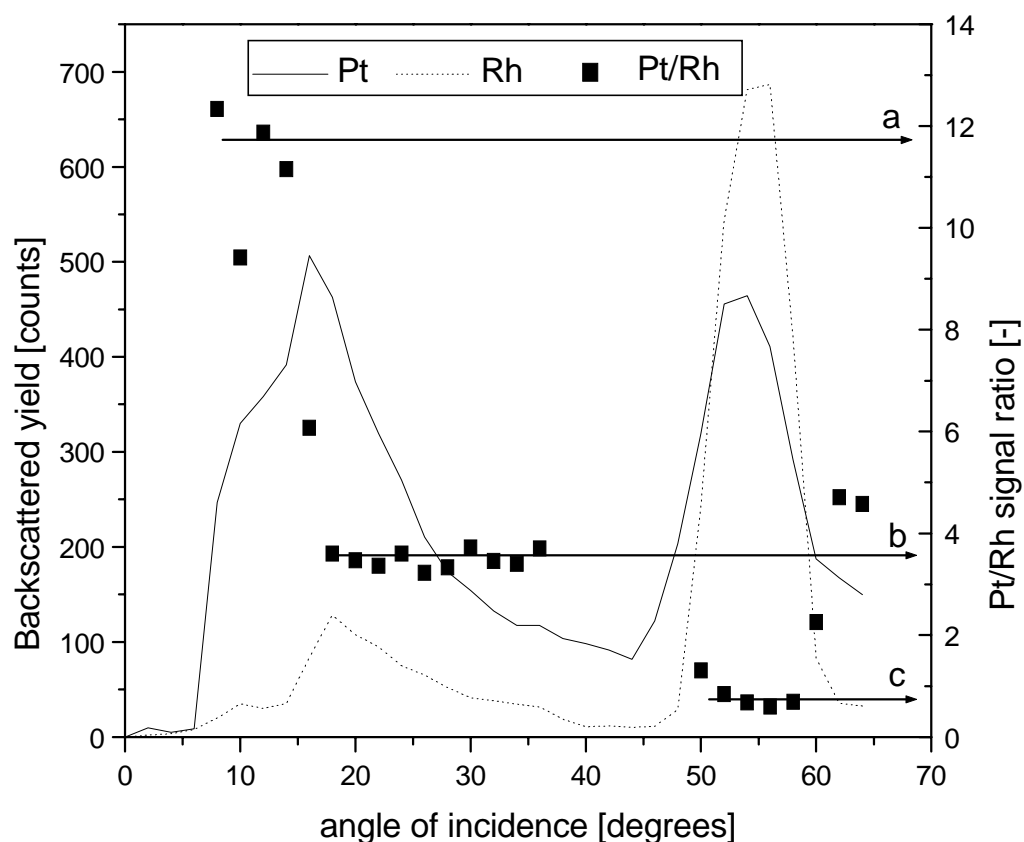 Pt Rh Pt/Rh
a
b
c
Backscattered yield [counts]
700
600
500
400
300
200
100
0
14
12
10
8
6
4
2
0
Pt/Rh signal ratio [-]
0 10 20 30 40 50 60 70
angle of incidence [degrees]